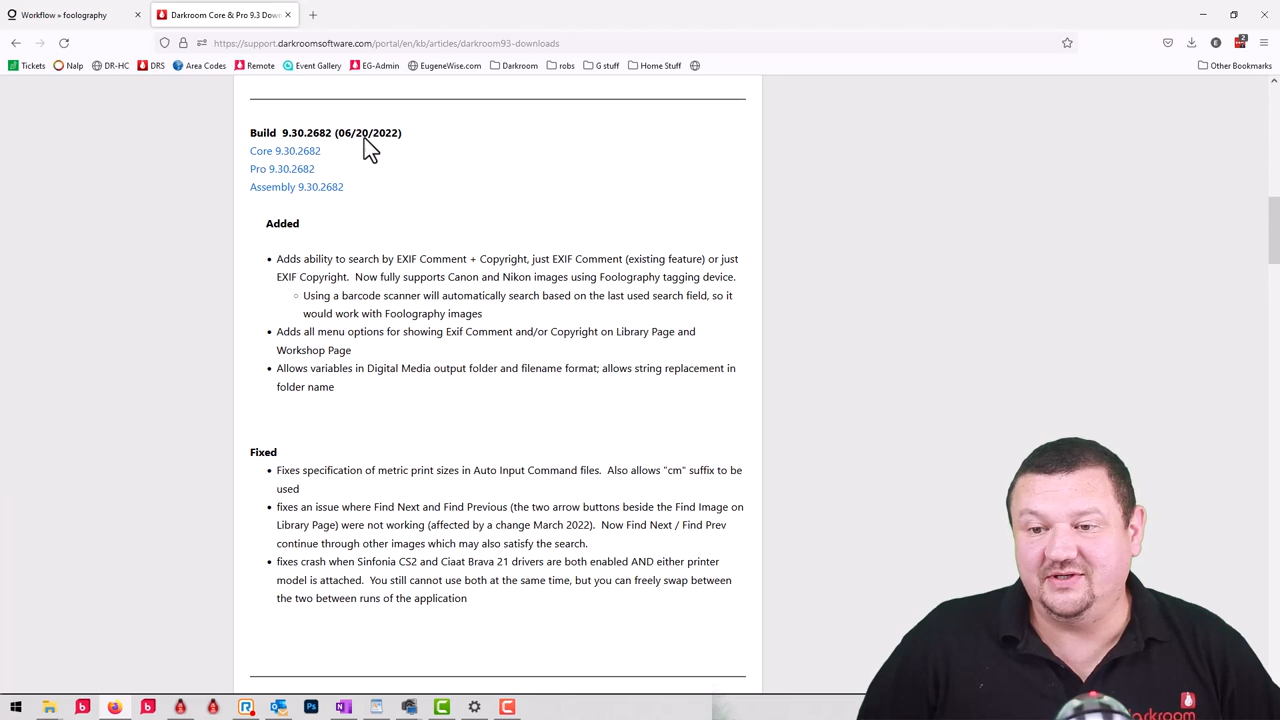 Workflow » foolography
Darkroom Core & Pro 9.3 Down
https://support.darkroomsoftware.com/portal/en/kb/articles/darkroom93-downloads
Tickets Nalp DR-HC DRS Area Codes Remote Event Gallery EG-Admin EugeneWise.com Darkroom robs G stuff Home Stuff Other Bookmarks
Build 9.30.2682 (06/20/2022)
Core 9.30.2682
Pro 9.30.2682
Assembly 9.30.2682
Added
• Adds ability to search by EXIF Comment + Copyright, just EXIF Comment (existing feature) or just
EXIF Copyright. Now fully supports Canon and Nikon images using Foolography tagging device.
○ Using a barcode scanner will automatically search based on the last used search field, so it
would work with Foolography images
• Adds all menu options for showing Exif Comment and/or Copyright on Library Page and
Workshop Page
• Allows variables in Digital Media output folder and filename format; allows string replacement in
folder name
Fixed
• Fixes specification of metric print sizes in Auto Input Command files. Also allows "cm" suffix to be
used
• fixes an issue where Find Next and Find Previous (the two arrow buttons beside the Find Image on
Library Page) were not working (affected by a change March 2022). Now Find Next / Find Prev
continue through other images which may also satisfy the search.
• fixes crash when Sinfonia CS2 and Ciaat Brava 21 drivers are both enabled AND either printer
model is attached. You still cannot use both at the same time, but you can freely swap between
the two between runs of the application
darkroom